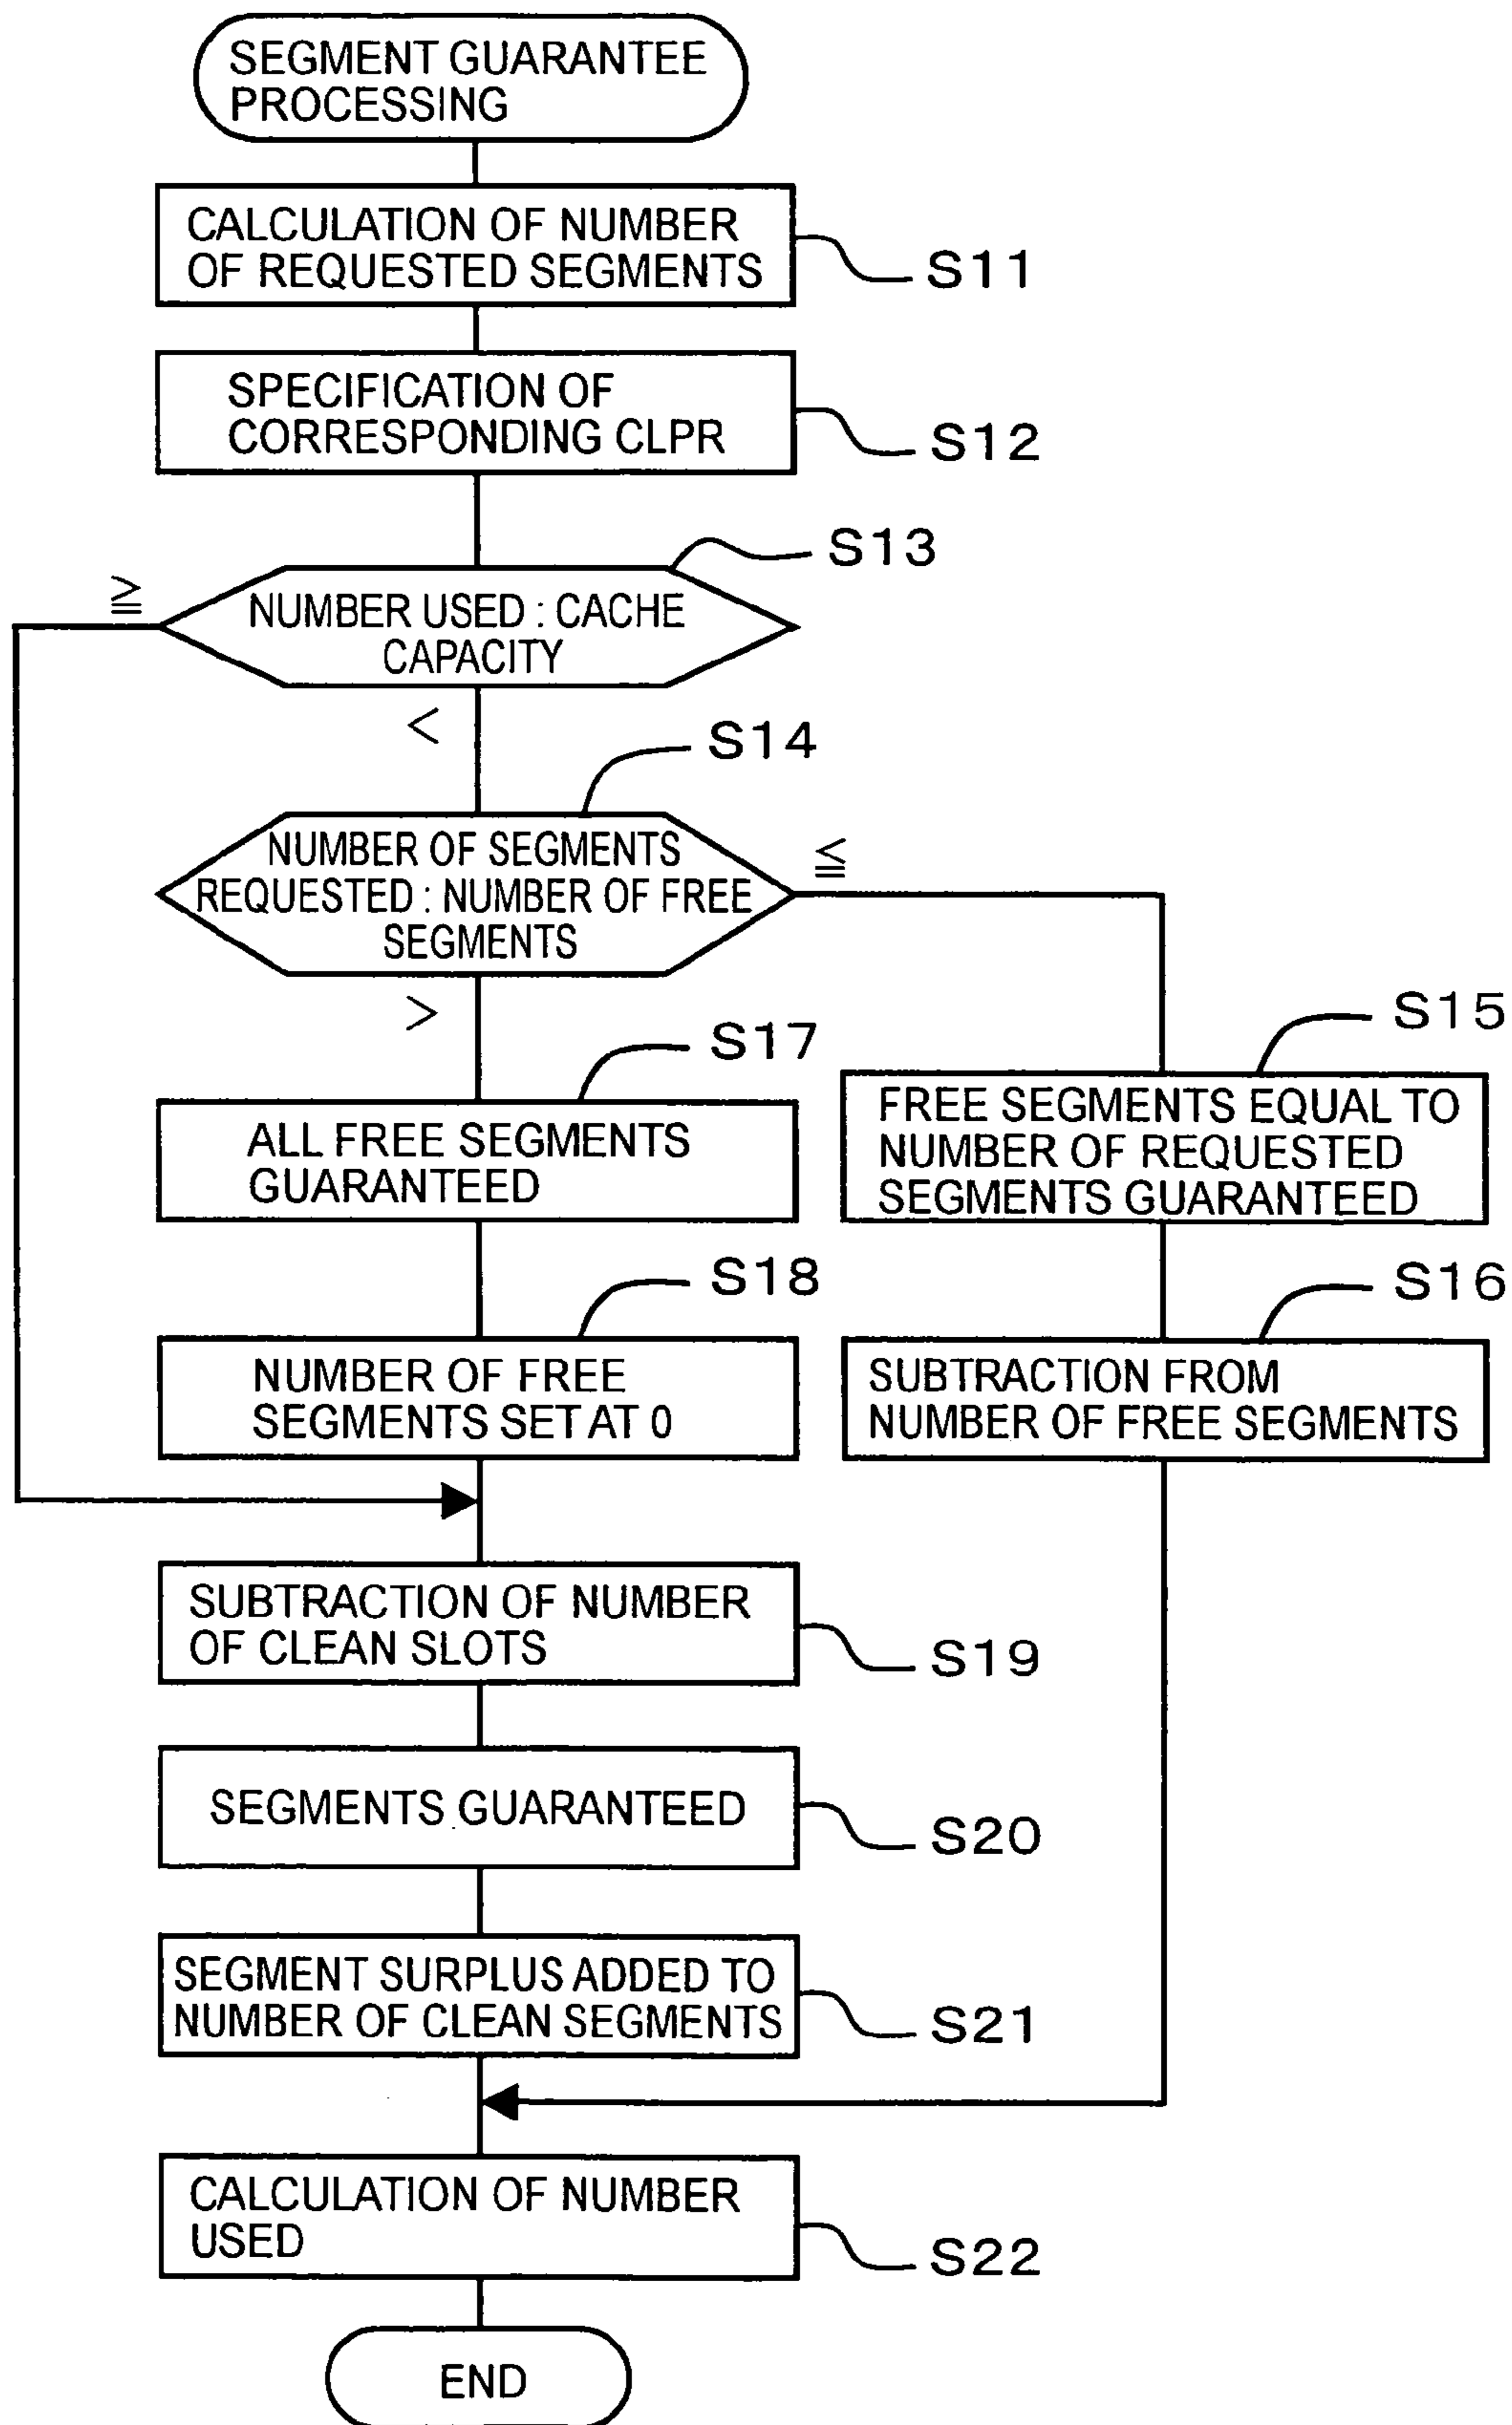 SEGMENT GUARANTEE
PROCESSING
CALCULATION OF NUMBER
OF REQUESTED SEGMENTS
S11
SPECIFICATION OF
CORRESPONDING CLPR
S12
S13
≧
NUMBER USED : CACHE
CAPACITY
<
S14
NUMBER OF SEGMENTS
REQUESTED : NUMBER OF FREE
SEGMENTS
≦
>
S17
ALL FREE SEGMENTS
GUARANTEED
S15
FREE SEGMENTS EQUAL TO
NUMBER OF REQUESTED
SEGMENTS GUARANTEED
S18
NUMBER OF FREE
SEGMENTS SET AT 0
S16
SUBTRACTION FROM
NUMBER OF FREE SEGMENTS
SUBTRACTION OF NUMBER
OF CLEAN SLOTS
S19
SEGMENTS GUARANTEED
S20
SEGMENT SURPLUS ADDED TO
NUMBER OF CLEAN SEGMENTS
S21
CALCULATION OF NUMBER
USED
S22
END